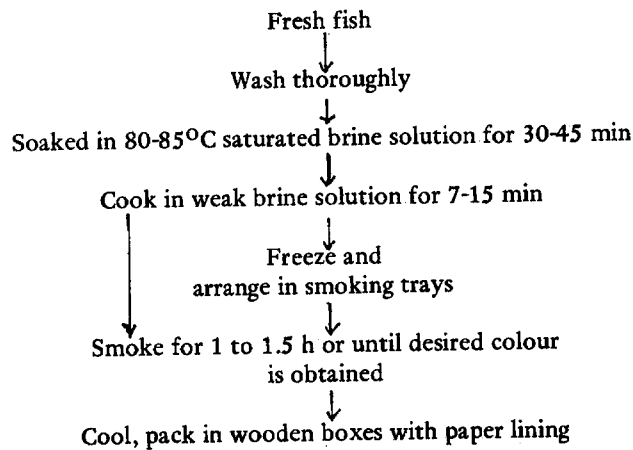 Fresh fish
Wash thoroughly
Soaked in 80-85°C saturated brine solution for 30-45 min
Cook in weak brine solution for 7-15 min
Freeze and
arrange in smoking trays
Smoke for 1 to 1.5 h or until desired colour
is obtained
Cool, pack in wooden boxes with paper lining